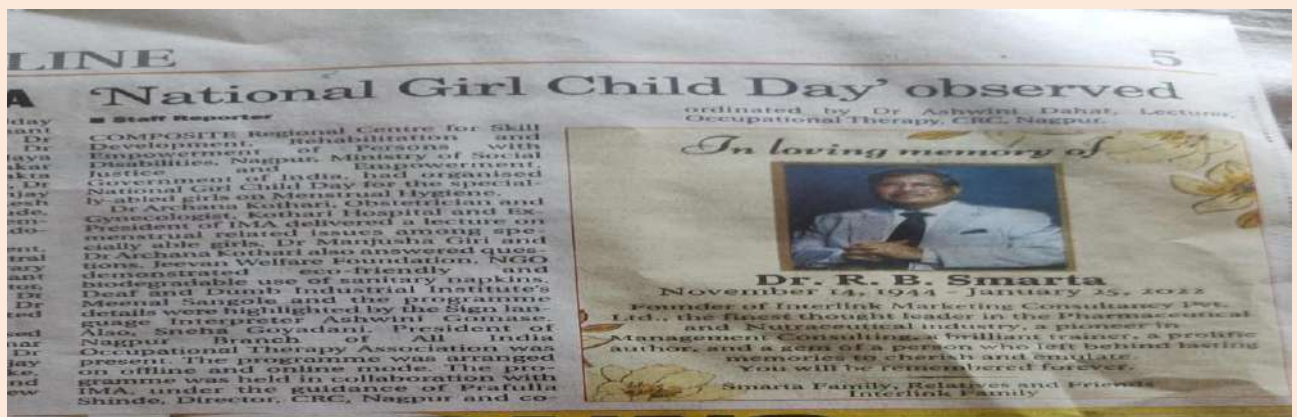 LINE
5
'National Girl Child Day' observed
■ Staff Reporter
COMPOSITE Regional Centre for Skill
Development, Rehabilitation and
Empowerment of Persons with
Disabilities, Nagpur, Ministry of Social
Justice and Empowerment
Government of India, had organised
National Girl Child Day for the special-
ly-abled girls on Menstrual Hygiene.
Dr Archana Kothari, Obstetrician and
Gynecologist, Kothari Hospital and Ex-
President of IMA delivered a lecture on
menstrual related issues among spe-
cially able girls. Dr Manjusha Giri and
Dr Archana Kothari also answered ques-
tions. Jeevan Welfare Foundation, NGO
demonstrated eco-friendly and
biodegradable use of sanitary napkins.
Deaf and Dumb Industrial Institute's
Meenal Sangole and the programme
details were highlighted by the Sign lan-
guage Interpreter Ashwini
Also, Sneha Goyadani, President of
Nagpur Branch of All India
Occupational Therapy Association was
present. The programme was arranged
on offline and online mode. The pro-
gramme was held in collaboration with
IMA, under the guidance of Prafulla
Shinde, Director, CRC, Nagpur and co-
ordinated by Dr Ashwini Dahat, Lecturer,
Occupational Therapy, CRC, Nagpur.
In loving memory of
Dr. R. B. Smarta
November 14, 1944 - January 25, 2022
Founder of Interlink Marketing Consultancy Pvt.
Ltd., the finest thought leader in the Pharmaceutical
and Nutraceutical industry, a pioneer in
Management Consulting, a brilliant trainer, a prolific
author, and a gem of a person who left behind lasting
memories to cherish and emulate.
You will be remembered forever.
Smarta Family, Relatives and Friends
Interlink Family